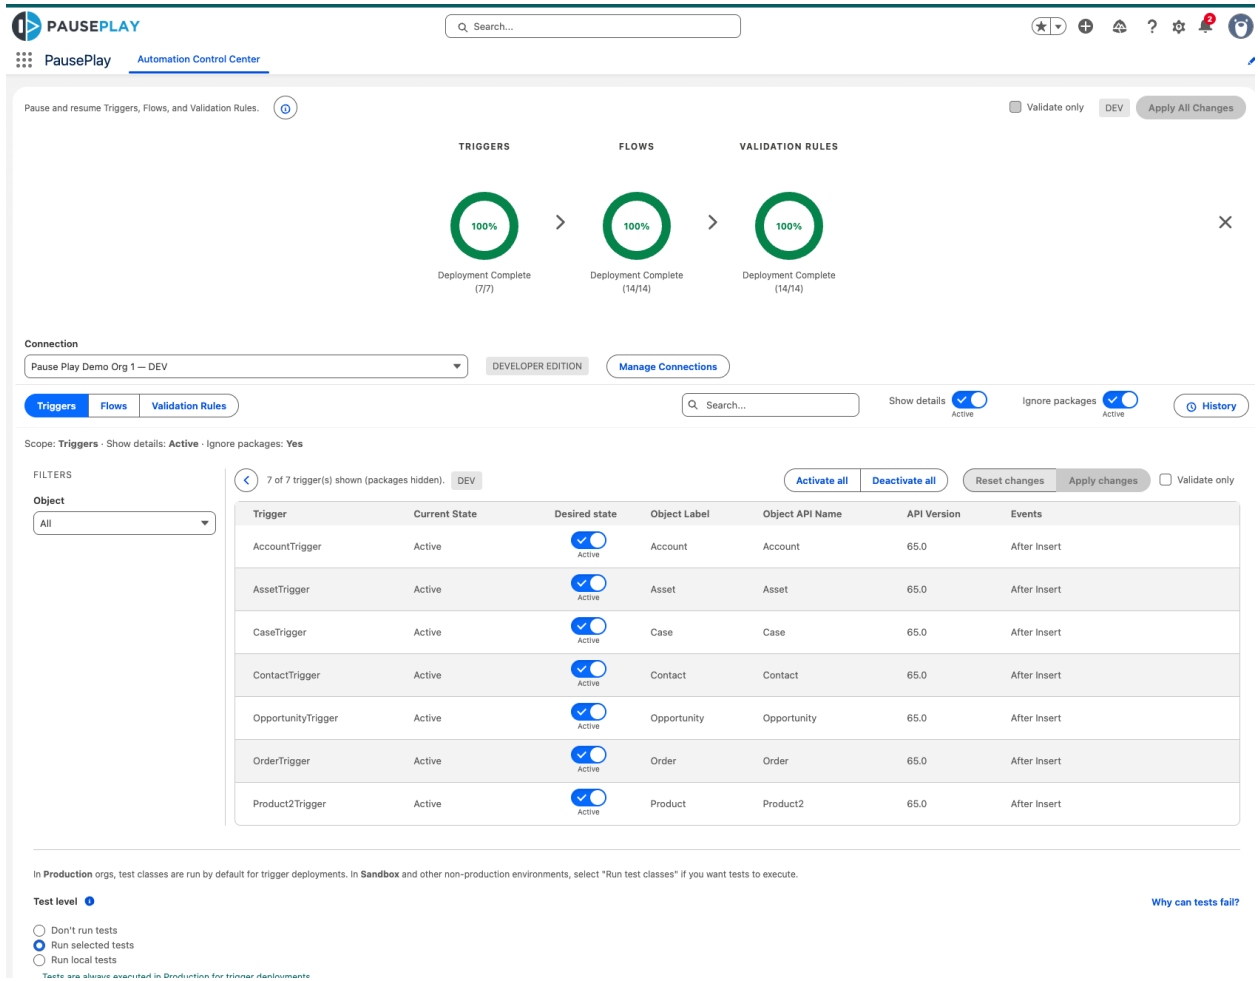 PAUSEPLAY
Search...
2
PausePlay
Automation Control Center
Pause and resume Triggers, Flows, and Validation Rules.
Validate only
DEV
Apply All Changes
TRIGGERS
FLOWS
VALIDATION RULES
100%
100%
100%
Deployment Complete
(7/7)
Deployment Complete
(14/14)
Deployment Complete
(14/14)
Connection
Pause Play Demo Org 1 — DEV
DEVELOPER EDITION
Manage Connections
Triggers
Flows
Validation Rules
Search...
Show details
Active
Ignore packages
Active
History
Scope: Triggers · Show details: Active · Ignore packages: Yes
FILTERS
Object
All
7 of 7 trigger(s) shown (packages hidden).
DEV
Activate all
Deactivate all
Reset changes
Apply changes
Validate only
Trigger Current State Desired state Object Label Object API Name API Version Events
AccountTrigger Active Active Account Account 65.0 After Insert
AssetTrigger Active Active Asset Asset 65.0 After Insert
CaseTrigger Active Active Case Case 65.0 After Insert
ContactTrigger Active Active Contact Contact 65.0 After Insert
OpportunityTrigger Active Active Opportunity Opportunity 65.0 After Insert
OrderTrigger Active Active Order Order 65.0 After Insert
Product2Trigger Active Active Product Product2 65.0 After Insert
In Production orgs, test classes are run by default for trigger deployments. In Sandbox and other non-production environments, select "Run test classes" if you want tests to execute.
Test level
Why can tests fail?
Don't run tests
Run selected tests
Run local tests
Tests are always executed in Production for trigger deployments